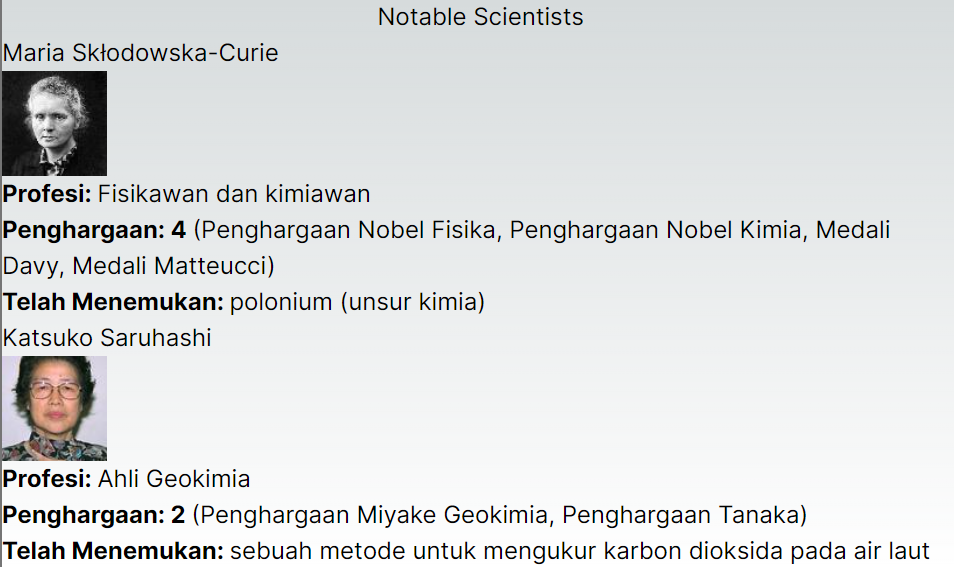 Notable Scientists
Maria Skłodowska-Curie
Profesi: Fisikawan dan kimiawan
Penghargaan: 4 (Penghargaan Nobel Fisika, Penghargaan Nobel Kimia, Medali
Davy, Medali Matteucci)
Telah Menemukan: polonium (unsur kimia)
Katsuko Saruhashi
Profesi: Ahli Geokimia
Penghargaan: 2 (Penghargaan Miyake Geokimia, Penghargaan Tanaka)
Telah Menemukan: sebuah metode untuk mengukur karbon dioksida pada air laut